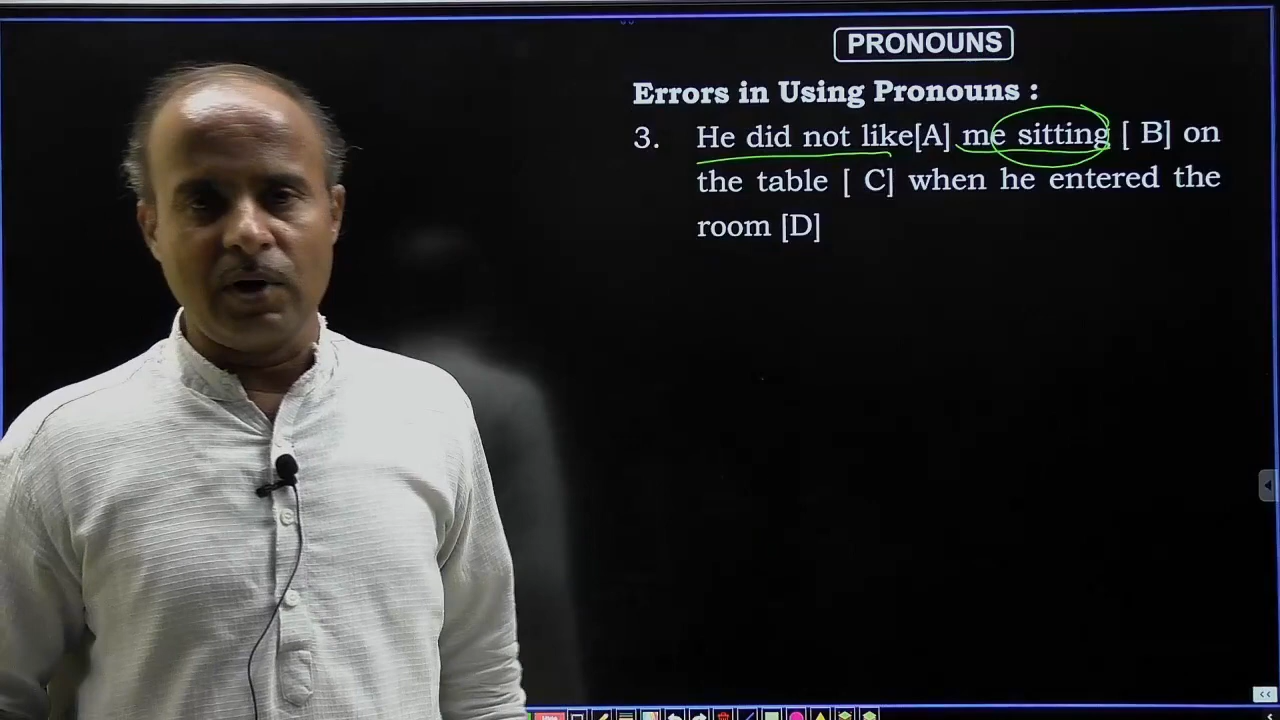 PRONOUNS
Errors in Using Pronouns :
3. He did not like[A] me sitting [ B] on
the table [ C] when he entered the
room [D]